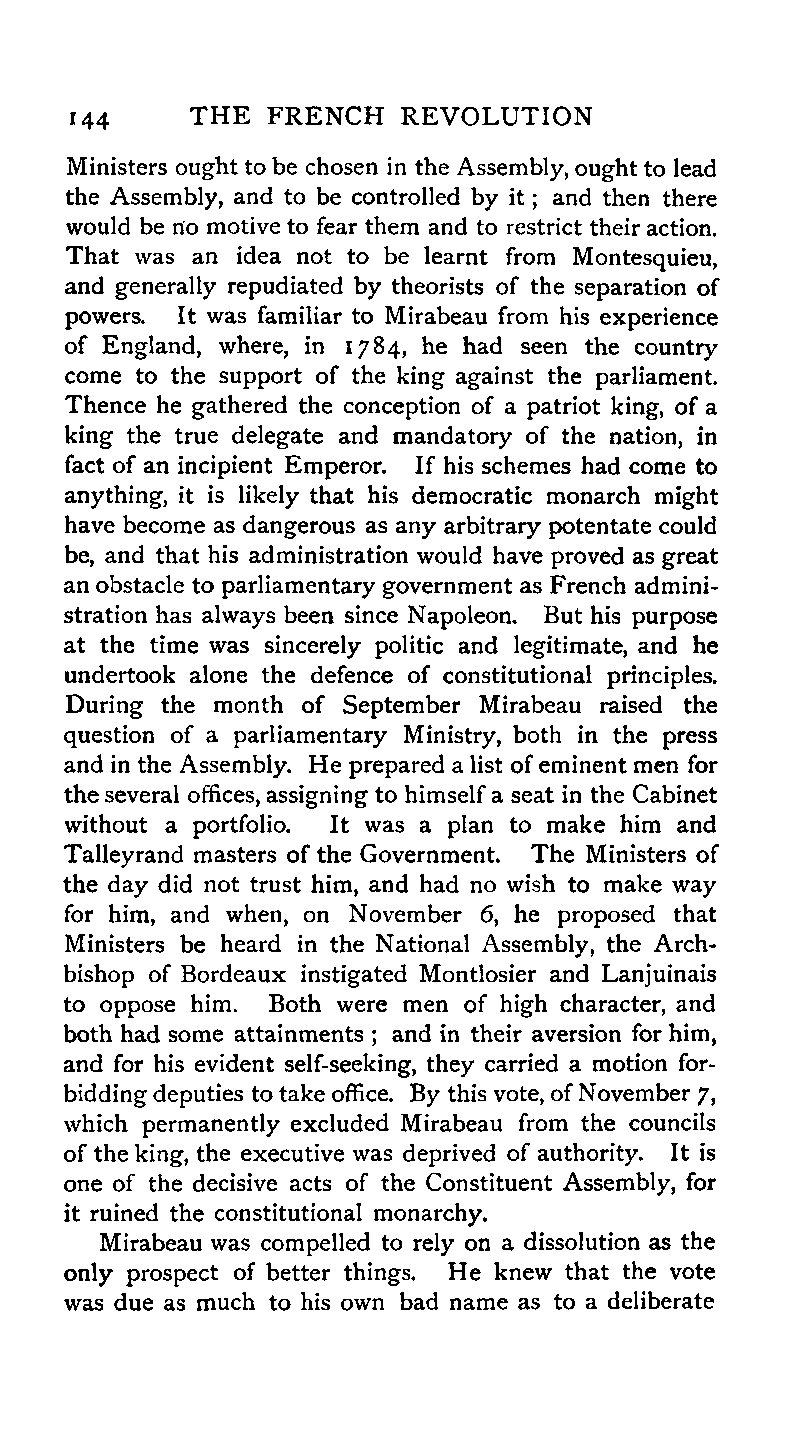 144 THE FRENCH REVOLUTION
Ministers ought to be chosen in the Assembly, ought to lead
the Assembly, and to be controlled by it ; and then there
would be no motive to fear them and to restrict their action.
That was an idea not to be learnt from Montesquieu,
and generally repudiated by theorists of the separation of
powers. It was familiar to Mirabeau from his experience
of England, where, in 1784, he had seen the country
come to the support of the king against the parliament.
Thence he gathered the conception of a patriot king, of a
king the true delegate and mandatory of the nation, in
fact of an incipient Emperor. If his schemes had come to
anything, it is likely that his democratic monarch might
have become as dangerous as any arbitrary potentate could
be, and that his administration would have proved as great
an obstacle to parliamentary government as French admini-
stration has always been since Napoleon. But his purpose
at the time was sincerely politic and legitimate, and he
undertook alone the defence of constitutional principles.
During the month of September Mirabeau raised the
question of a parliamentary Ministry, both in the press
and in the Assembly. He prepared a list of eminent men for
the several offices, assigning to himself a seat in the Cabinet
without a portfolio. It was a plan to make him and
Talleyrand masters of the Government. The Ministers of
the day did not trust him, and had no wish to make way
for him, and when, on November 6, he proposed that
Ministers be heard in the National Assembly, the Arch-
bishop of Bordeaux instigated Montlosier and Lanjuinais
to oppose him. Both were men of high character, and
both had some attainments ; and in their aversion for him,
and for his evident self-seeking, they carried a motion for-
bidding deputies to take office. By this vote, of November 7,
which permanently excluded Mirabeau from the councils
of the king, the executive was deprived of authority. It is
one of the decisive acts of the Constituent Assembly, for
it ruined the constitutional monarchy.
Mirabeau was compelled to rely on a dissolution as the
only prospect of better things. He knew that the vote
was due as much to his own bad name as to a deliberate